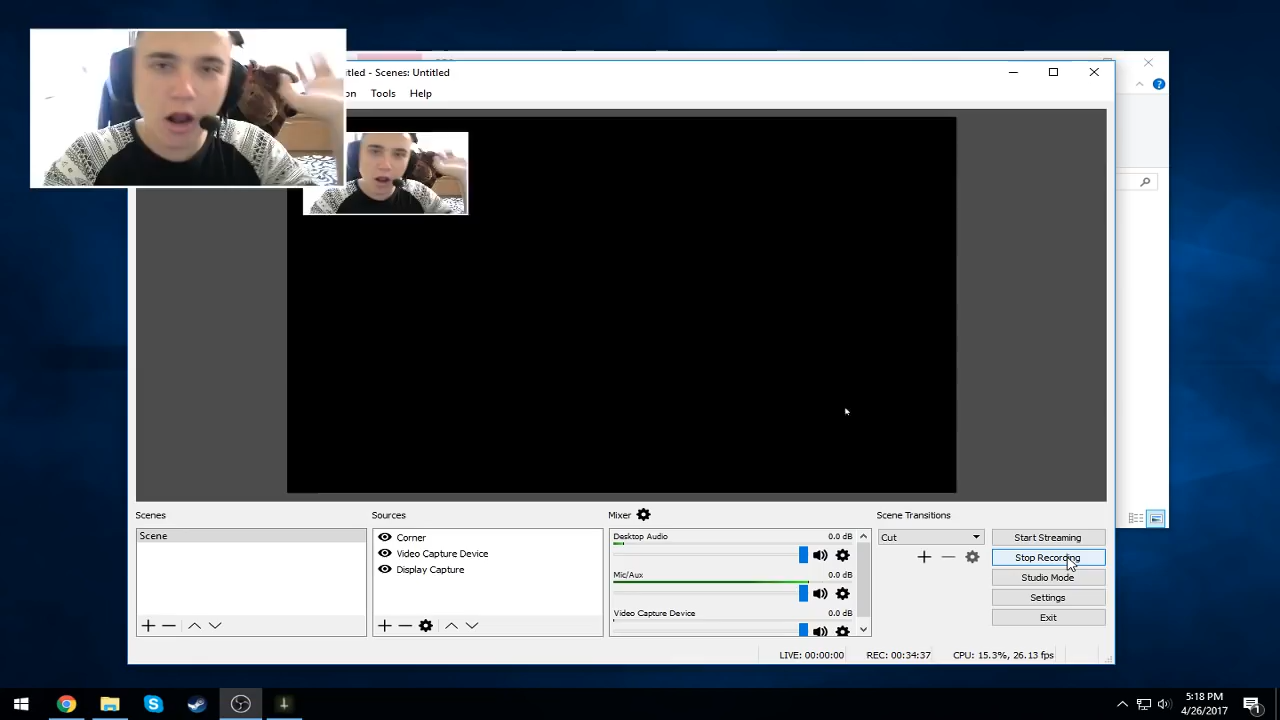 itled - Scenes: Untitled
on Tools Help
Scenes
Sources
Mixer
Scene Transitions
Scene
Corner
Video Capture Device
Display Capture
Desktop Audio 0.0 dB
Mic/Aux 0.0 dB
Video Capture Device 0.0 dB
Cut
Start Streaming
Stop Recording
Studio Mode
Settings
Exit
LIVE: 00:00:00 REC: 00:34:37 CPU: 15.3%, 26.13 fps
5:18 PM
4/26/2017
1